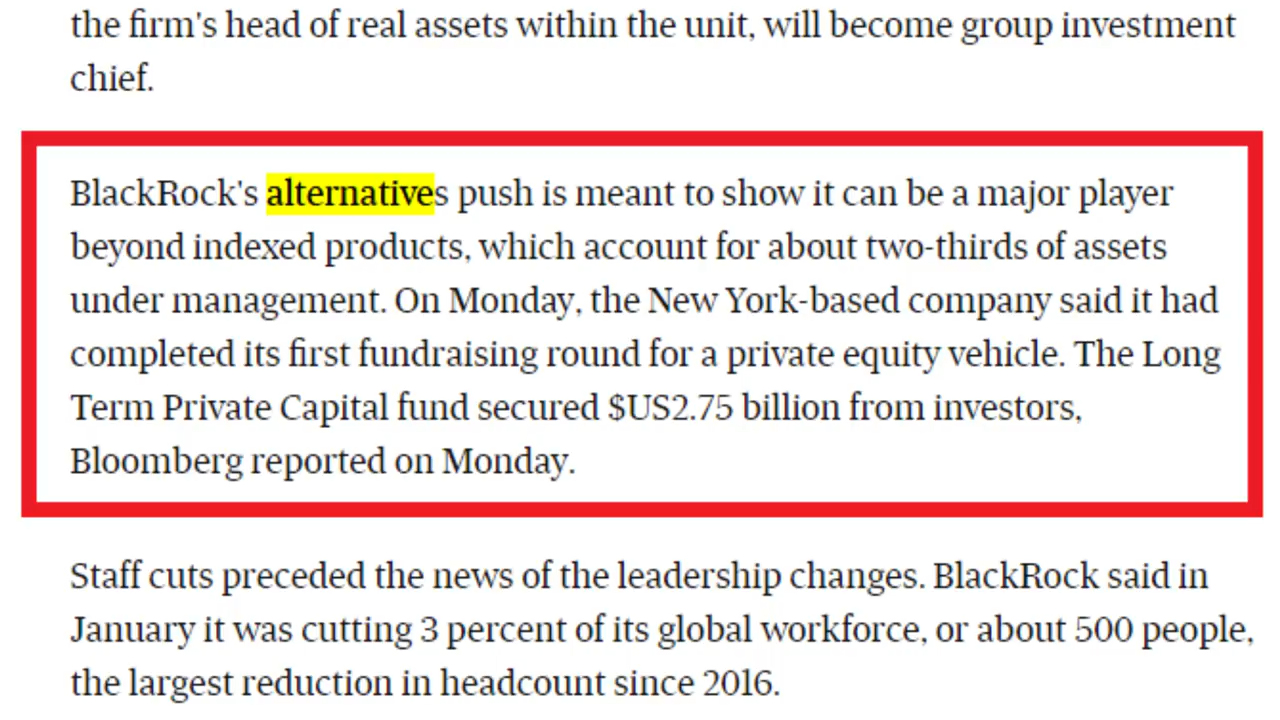 the firm's head of real assets within the unit, will become group investment
chief.
BlackRock's alternatives push is meant to show it can be a major player
beyond indexed products, which account for about two-thirds of assets
under management. On Monday, the New York-based company said it had
completed its first fundraising round for a private equity vehicle. The Long
Term Private Capital fund secured $US2.75 billion from investors,
Bloomberg reported on Monday.
Staff cuts preceded the news of the leadership changes. BlackRock said in
January it was cutting 3 percent of its global workforce, or about 500 people,
the largest reduction in headcount since 2016.